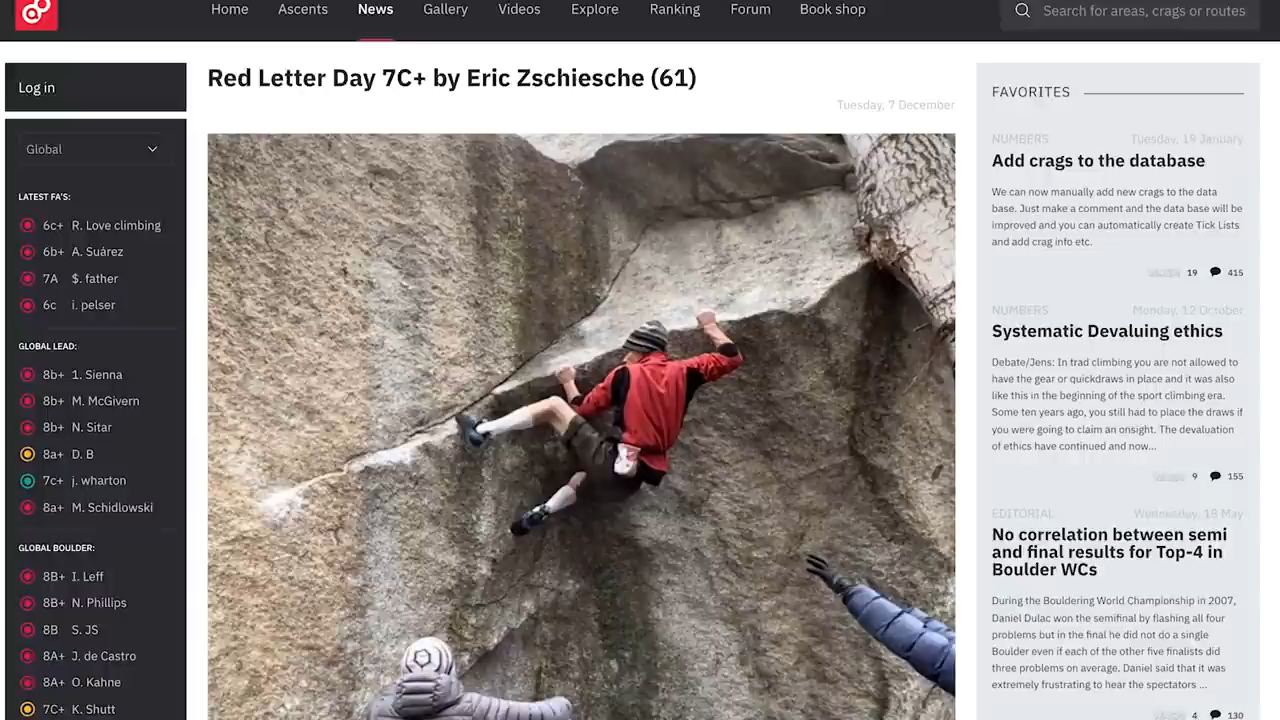 Home Ascents News Gallery Videos Explore Ranking Forum Book shop
Search for areas, crags or routes
Log in
Global
LATEST FA'S:
6c+ R. Love climbing
6b+ A. Suárez
7A $. father
6c i. pelser
GLOBAL LEAD:
8b+ 1. Sienna
8b+ M. McGivern
8b+ N. Sitar
8a+ D. B
7c+ j. wharton
8a+ M. Schidlowski
GLOBAL BOULDER:
8B+ I. Leff
8B+ N. Phillips
8B S. JS
8A+ J. de Castro
8A+ O. Kahne
7C+ K. Shutt
Red Letter Day 7C+ by Eric Zschiesche (61)
Tuesday, 7 December
FAVORITES
NUMBERS Tuesday, 19 January
Add crags to the database
We can now manually add new crags to the data
base. Just make a comment and the data base will be
improved and you can automatically create Tick Lists
and add crag info etc.
19 415
NUMBERS Monday, 12 October
Systematic Devaluing ethics
Debate/Jens: In trad climbing you are not allowed to
have the gear or quickdraws in place and it was also
like this in the beginning of the sport climbing era.
Some ten years ago, you still had to place the draws if
you were going to claim an onsight. The devaluation
of ethics have continued and now...
9 155
EDITORIAL Wednesday, 18 May
No correlation between semi
and final results for Top-4 in
Boulder WCs
During the Bouldering World Championship in 2007,
Daniel Dulac won the semifinal by flashing all four
problems but in the final he did not do a single
Boulder even if each of the other five finalists did
three problems on average. Daniel said that it was
extremely frustrating to hear the spectators ...
4 130